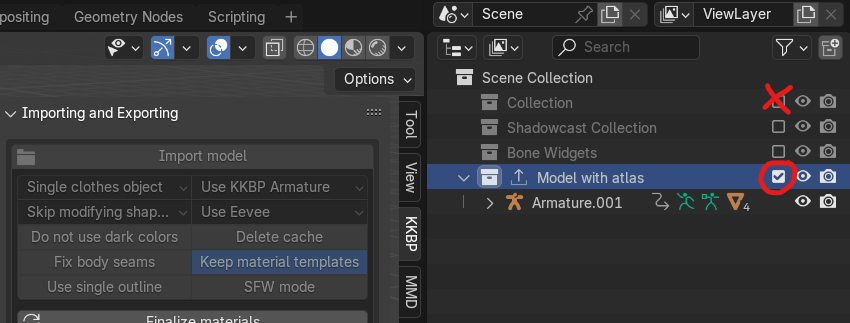 positing Geometry Nodes Scripting +
Scene
ViewLayer
Options
Search
Importing and Exporting
Import model
Single clothes object
Use KKBP Armature
Skip modifying shap...
Use Eevee
Do not use dark colors
Delete cache
Fix body seams
Keep material templates
Use single outline
SFW mode
Finalize materials
Tool
View
KKBP
MMD
Scene Collection
Collection
Shadowcast Collection
Bone Widgets
Model with atlas
Armature.001
4